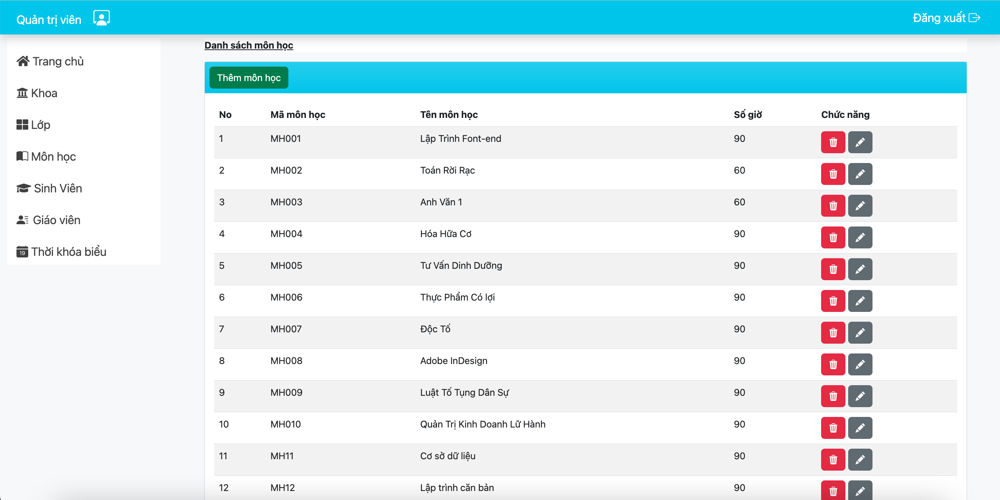 Quản trị viên
Đăng xuất
Trang chủ
Khoa
Lớp
Môn học
Sinh Viên
Giáo viên
19 Thời khóa biểu
Danh sách môn học
Thêm môn học
No Mã môn học Tên môn học Số giờ Chức năng
1 MH001 Lập Trình Font-end 90
2 MH002 Toán Rời Rạc 60
3 MH003 Anh Văn 1 60
4 MH004 Hóa Hữa Cơ 90
5 MH005 Tư Vấn Dinh Dưỡng 90
6 MH006 Thực Phẩm Có lợi 90
7 MH007 Độc Tố 90
8 MH008 Adobe InDesign 90
9 MH009 Luật Tố Tụng Dân Sự 90
10 MH010 Quản Trị Kinh Doanh Lữ Hành 90
11 MH11 Cơ sở dữ liệu 90
12 MH12 Lập trình căn bản 90